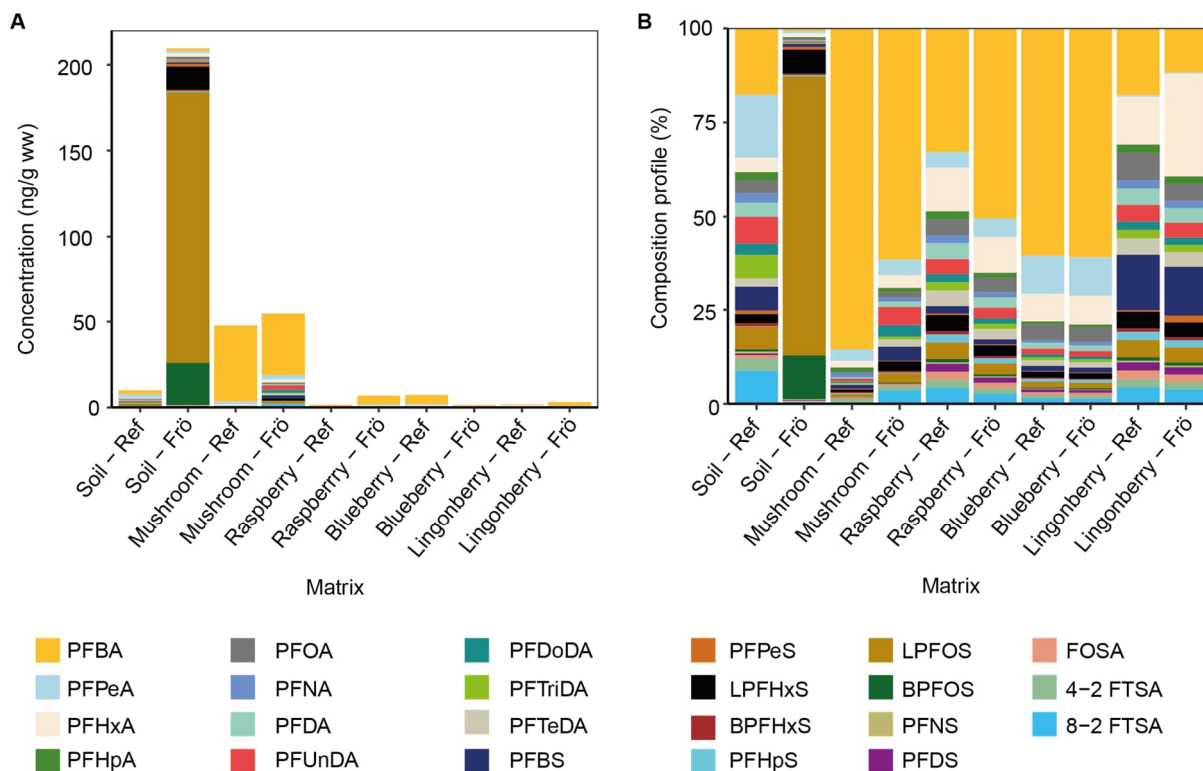 A
B
Concentration (ng/g ww)
200
150
100
50
0
Soil – Ref
Soil – Frö
Mushroom – Ref
Mushroom – Frö
Raspberry – Ref
Raspberrry – Frö
Blueberry – Ref
Blueberry – Frö
Lingonberry – Ref
Lingonberry – Frö
Matrix
Composition profile (%)
100
75
50
25
0
Soil – Ref
Soil – Frö
Mushroom – Ref
Mushroom – Frö
Raspberry – Ref
Raspberrry – Frö
Blueberry – Ref
Blueberry – Frö
Lingonberry – Ref
Lingonberry – Frö
Matrix
PFBA
PFPeA
PFHxA
PFHpA
PFOA
PFNA
PFDA
PFUnDA
PFDoDA
PFTriDA
PFTeDA
PFBS
PFPeS
LPFHxS
BPFHxS
PFHpS
LPFOS
BPFOS
PFNS
PFDS
FOSA
4–2 FTSA
8–2 FTSA